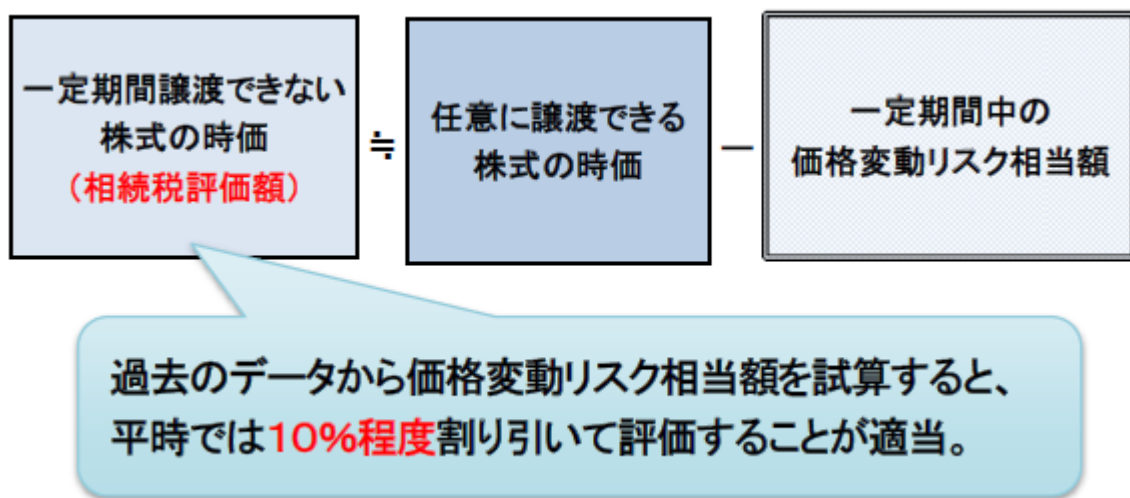 一定期間譲渡できない
株式の時価
（相続税評価額）
≒
任意に譲渡できる
株式の時価
－
一定期間中の
価格変動リスク相当額
過去のデータから価格変動リスク相当額を試算すると、
平時では１０％程度割り引いて評価することが適当。